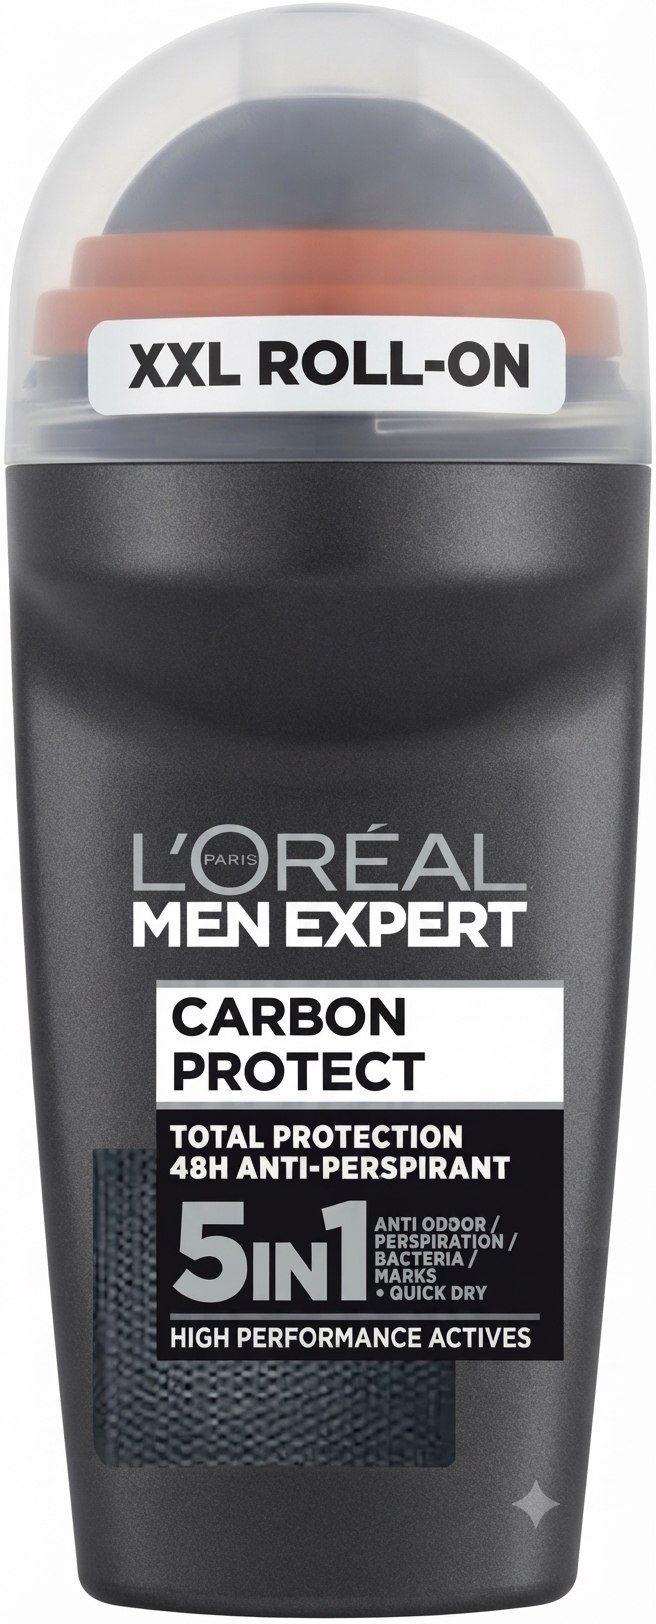 XXL ROLL-ON
L'ORÉAL
PARIS
MEN EXPERT
CARBON
PROTECT
TOTAL PROTECTION
48H ANTI-PERSPIRANT
5IN1
ANTI ODOOR /
PERSPIRATION /
BACTERIA /
MARKS
• QUICK DRY
HIGH PERFORMANCE ACTIVES